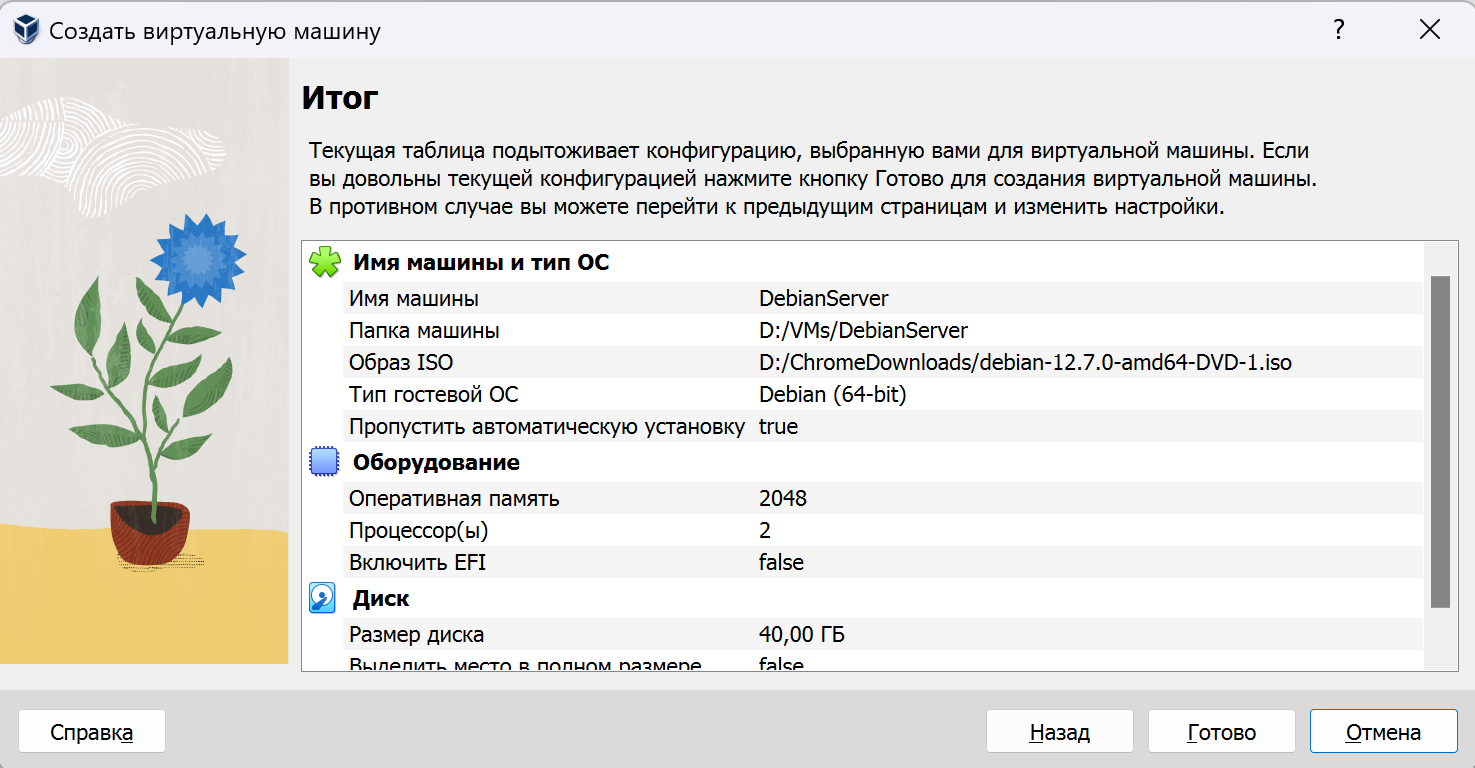 Создать виртуальную машину
?
Итог
Текущая таблица подытоживает конфигурацию, выбранную вами для виртуальной машины. Если
вы довольны текущей конфигурацией нажмите кнопку Готово для создания виртуальной машины.
В противном случае вы можете перейти к предыдущим страницам и изменить настройки.
Имя машины и тип ОС
Имя машины DebianServer
Папка машины D:/VMs/DebianServer
Образ ISO D:/ChromeDownloads/debian-12.7.0-amd64-DVD-1.iso
Тип гостевой ОС Debian (64-bit)
Пропустить автоматическую установку true
Оборудование
Оперативная память 2048
Процессор(ы) 2
Включить EFI false
Диск
Размер диска 40,00 ГБ
Выделить место в полном размере false
Справка Назад Готово Отмена